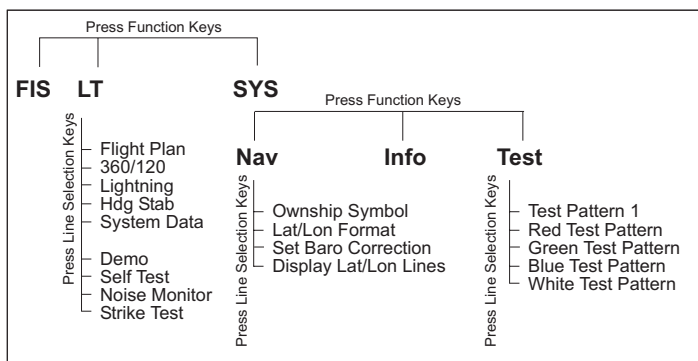 Press Function Keys
FIS LT SYS
Press Function Keys
Press Line Selection Keys
Flight Plan
360/120
Lightning
Hdg Stab
System Data
Demo
Self Test
Noise Monitor
Strike Test
Nav Info Test
Press Line Selection Keys
Ownship Symbol
Lat/Lon Format
Set Baro Correction
Display Lat/Lon Lines
Press Line Selection Keys
Test Pattern 1
Red Test Pattern
Green Test Pattern
Blue Test Pattern
White Test Pattern